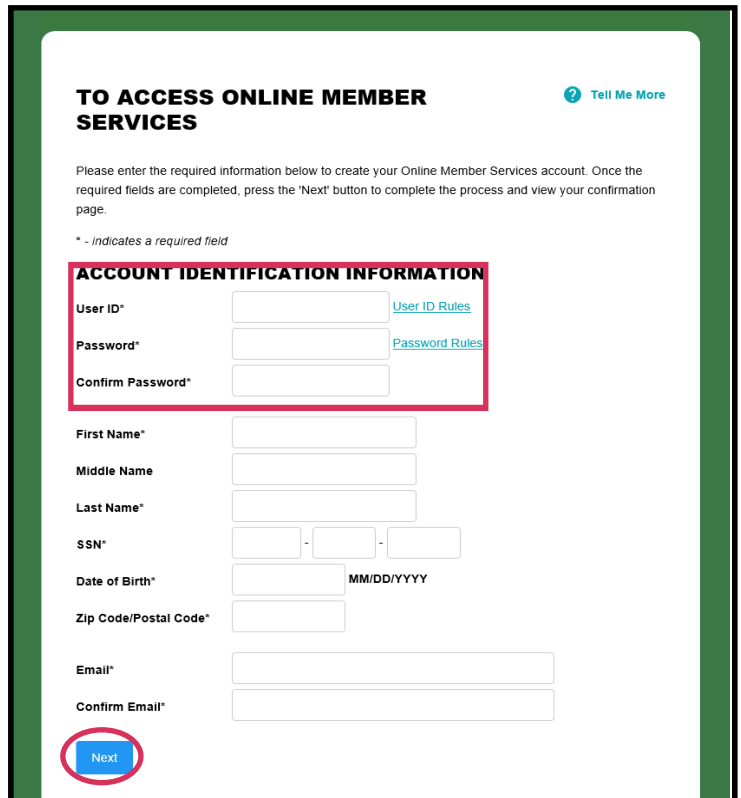 TO ACCESS ONLINE MEMBER
SERVICES
? Tell Me More
Please enter the required information below to create your Online Member Services account. Once the
required fields are completed, press the 'Next' button to complete the process and view your confirmation
page.
* - indicates a required field
ACCOUNT IDENTIFICATION INFORMATION
User ID* User ID Rules
Password* Password Rules
Confirm Password*
First Name*
Middle Name
Last Name*
SSN* - -
Date of Birth* MM/DD/YYYY
Zip Code/Postal Code*
Email*
Confirm Email*
Next